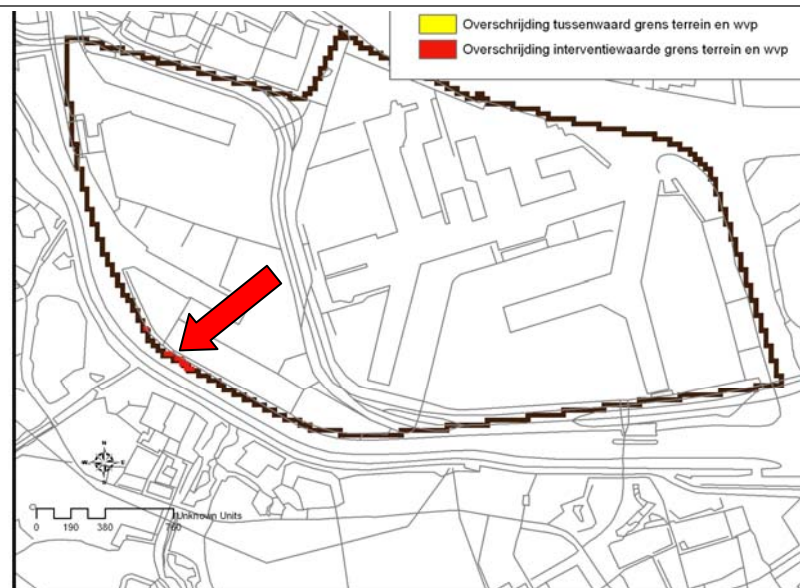 Overschrijding tussenwaard grens terrein en wvp
Overschrijding interventiewaarde grens terrein en wvp
N
W E
S
0 190 380 760
Unknown Units